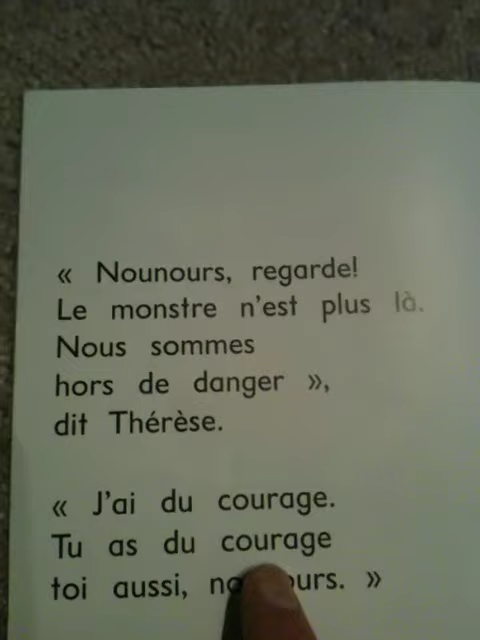 « Nounours, regarde!
Le monstre n'est plus là.
Nous sommes
hors de danger »,
dit Thérèse.
« J'ai du courage.
Tu as du courage
toi aussi, »